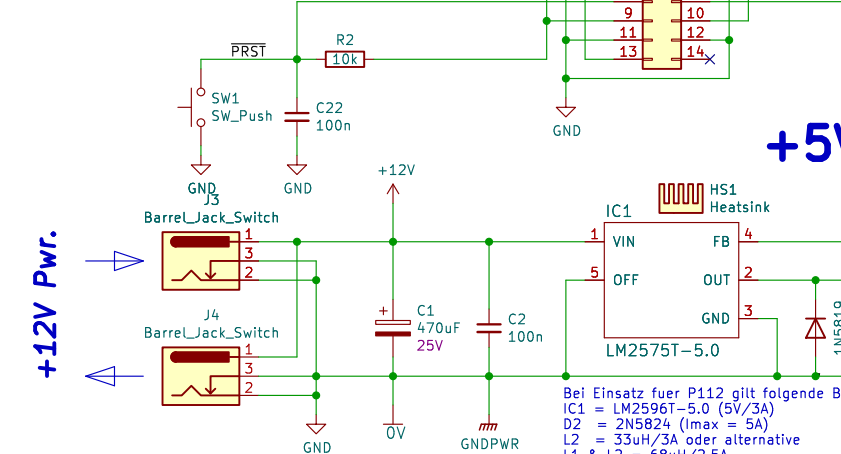 9 10
11 12
13 14
PRST
R2
10k
SW1
SW_Push
C22
100n
GND
GND
GND
+5V
+12V
HS1
Heatsink
J3
Barrel_Jack_Switch
1
3
2
+12V Pwr.
IC1
1 VIN FB 4
5 OFF OUT 2
GND 3
LM2575T-5.0
C1
470uF
25V
C2
100n
1N5819
J4
Barrel_Jack_Switch
1
3
2
GND
0V
GNDPWR
Bei Einsatz fuer P112 gilt folgende B
IC1 = LM2596T-5.0 (5V/3A)
D2 = 2N5824 (Imax = 5A)
L2 = 33uH/3A oder alternative